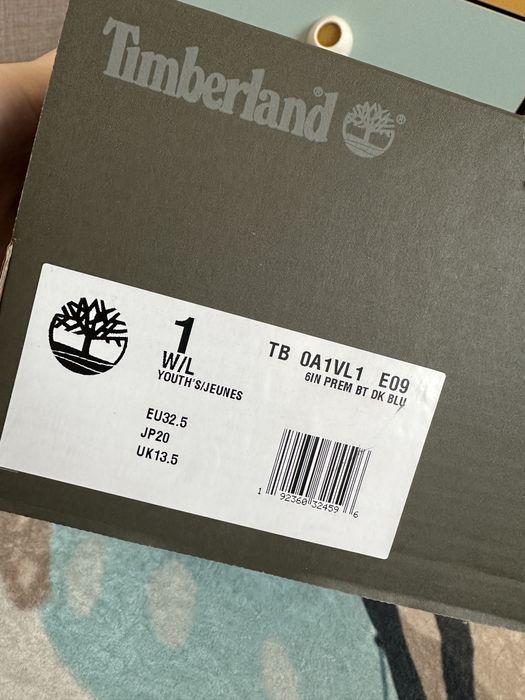 Timberland®
®
1
W/L
YOUTH'S/JEUNES
EU32.5
JP20
UK13.5
TB 0A1VL1 E09
6IN PREM BT DK BLU
1 92360 32459 6